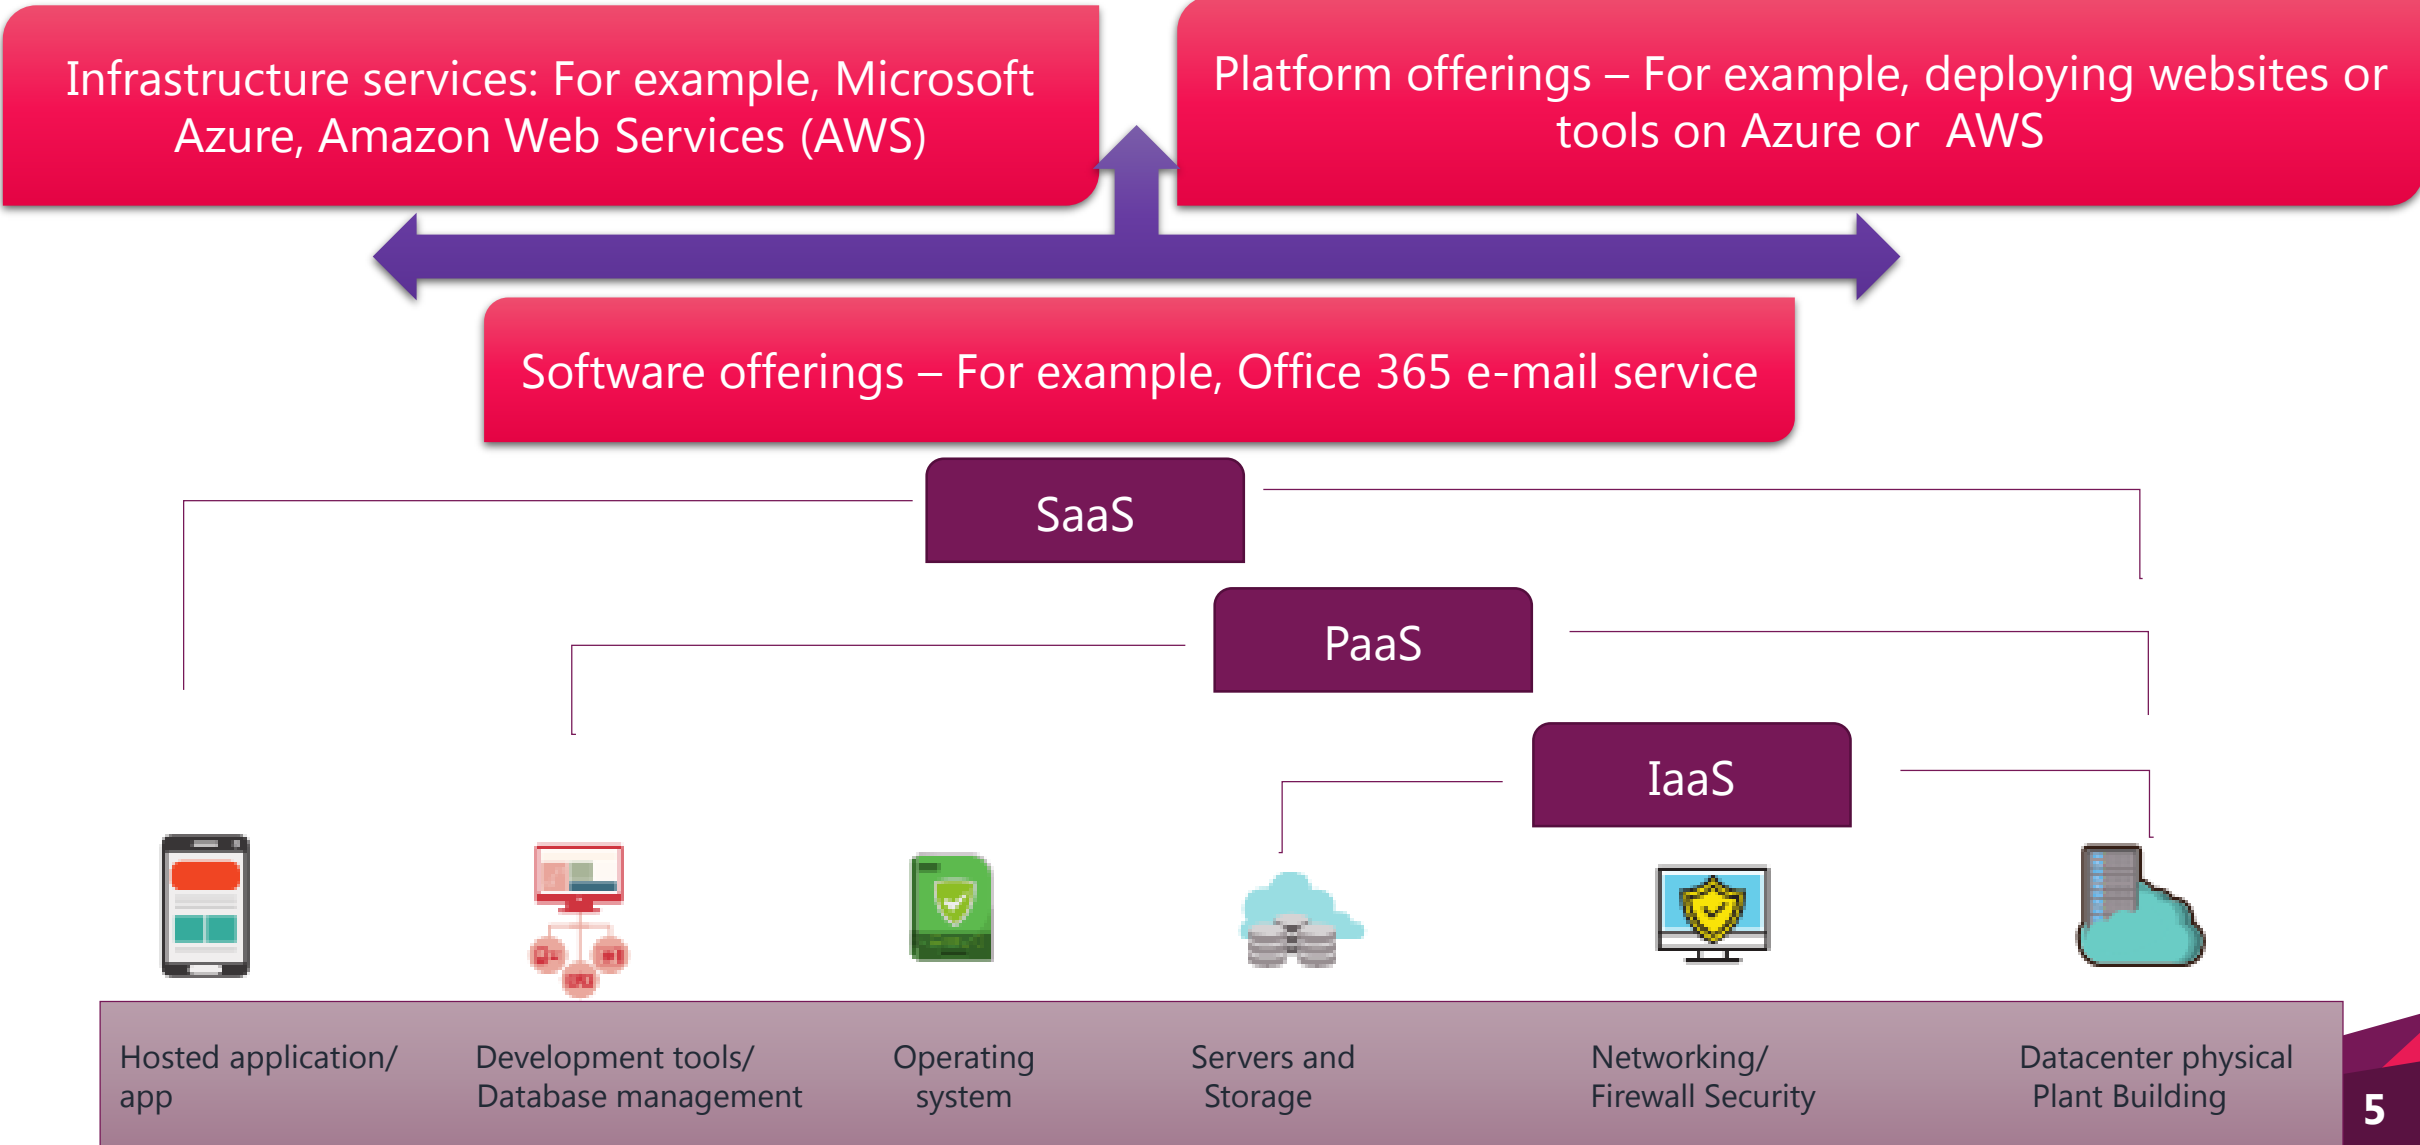 Infrastructure services: For example, Microsoft
Azure, Amazon Web Services (AWS)
Platform offerings – For example, deploying websites or
tools on Azure or AWS
Software offerings – For example, Office 365 e-mail service
SaaS
PaaS
IaaS
Hosted application/
app
Development tools/
Database management
Operating
system
Servers and
Storage
Networking/
Firewall Security
Datacenter physical
Plant Building
5